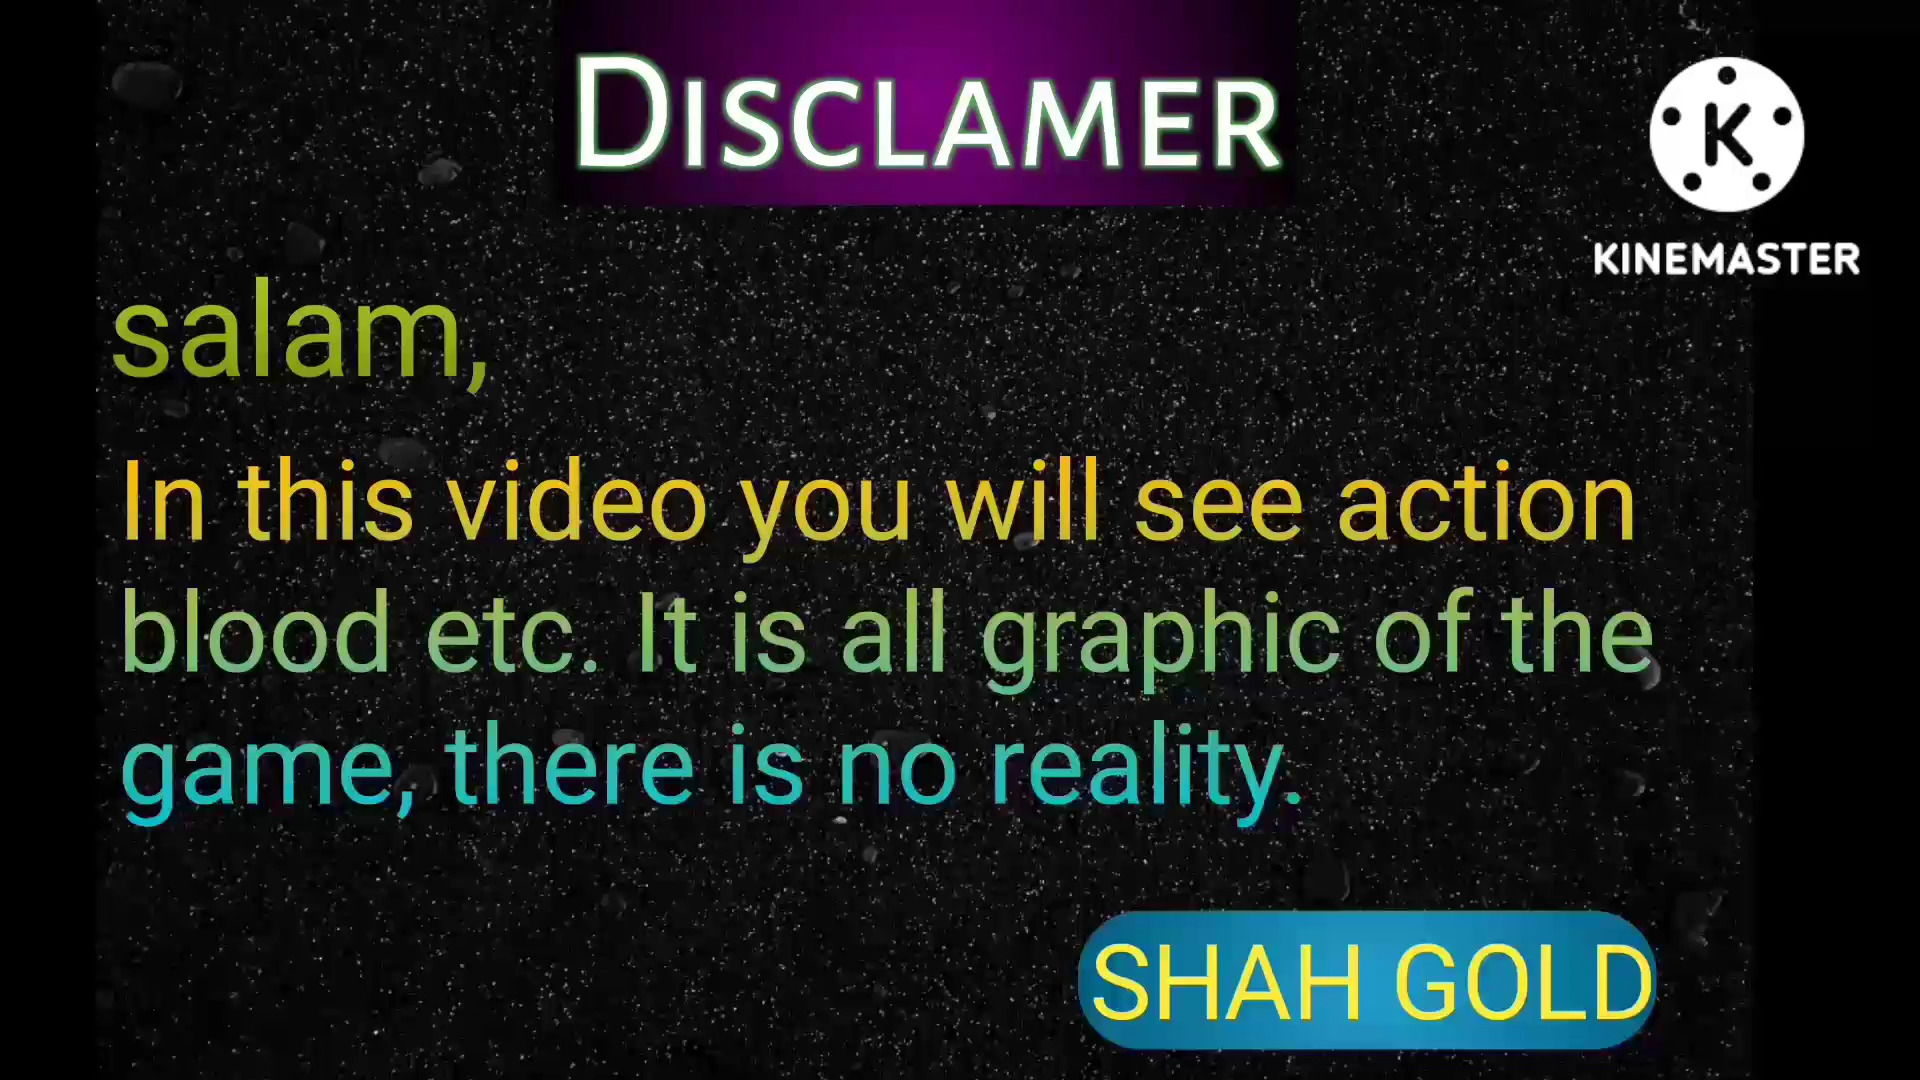 DISCLAMER
K
KINEMASTER
salam,
In this video you will see action
blood etc. It is all graphic of the
game, there is no reality.
SHAH GOLD